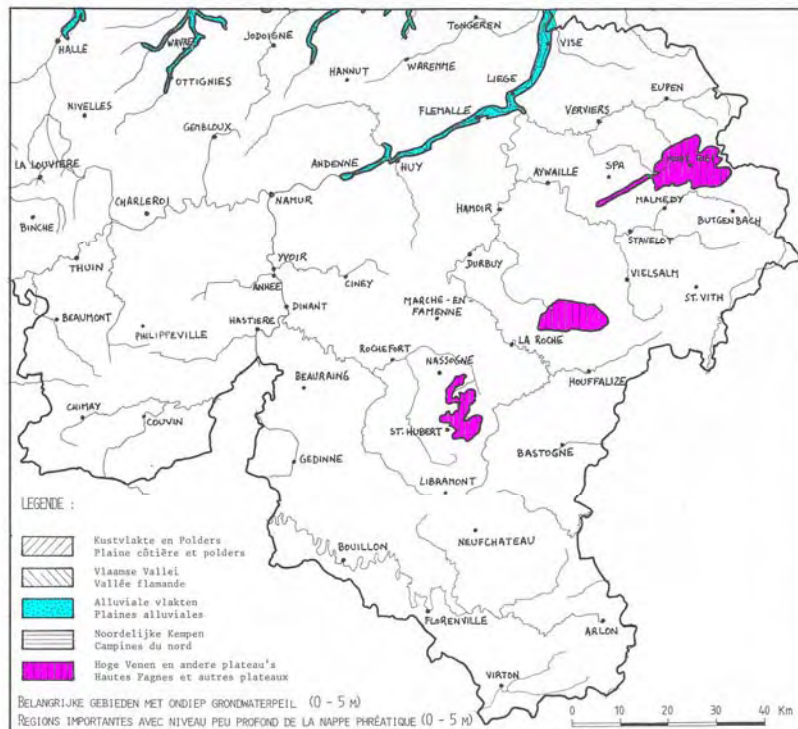 TONGEREN
HALLE
WAVRE
JODOIGNE
VISÉ
OTTIGNIES
HANNUT
WAREMME
LIEGE
EUPEN
NIVELLES
FLEMALLE
VERVIERS
GEMBLOUX
LA LOUVIERE
ANDENNE
HUY
AYWAILLE
SPA
CHARLEROI
NAMUR
MALMEDY
BINCHE
HAMOIR
BUTGENBACH
STAVELOT
THUIN
YVOIR
DURBUY
ANHÉE
CINEY
VIELSALM
ST. VITH
BEAUMONT
DINANT
MARCHE-EN-
FAMENNE
PHILIPPEVILLE
HASTIERE
LA ROCHE
ROCHEFORT
NASSOGNE
HOUFFALIZE
BEAURAING
CHIMAY
COUVIN
ST. HUBERT
BASTOGNE
GEDINNE
LIBRAMONT
LEGENDE :
Kustvlakte en Polders
Plaine côtière et polders
NEUFCHATEAU
BOUILLON
Vlaamse Vallei
Vallée flamande
Alluviale vlakten
Plaines alluviales
FLORENVILLE
ARLON
Noordelijke Kempen
Campines du nord
Hoge Venen en andere plateau's
Hautes Fagnes et autres plateaux
VIRTON
BELANGRIJKE GEBIEDEN MET ONDIEP GRONDWATERPEIL (0 - 5 M)
REGIONS IMPORTANTES AVEC NIVEAU PEU PROFOND DE LA NAPPE PHRÉATIQUE (0 - 5 M)
0 10 20 30 40 Km